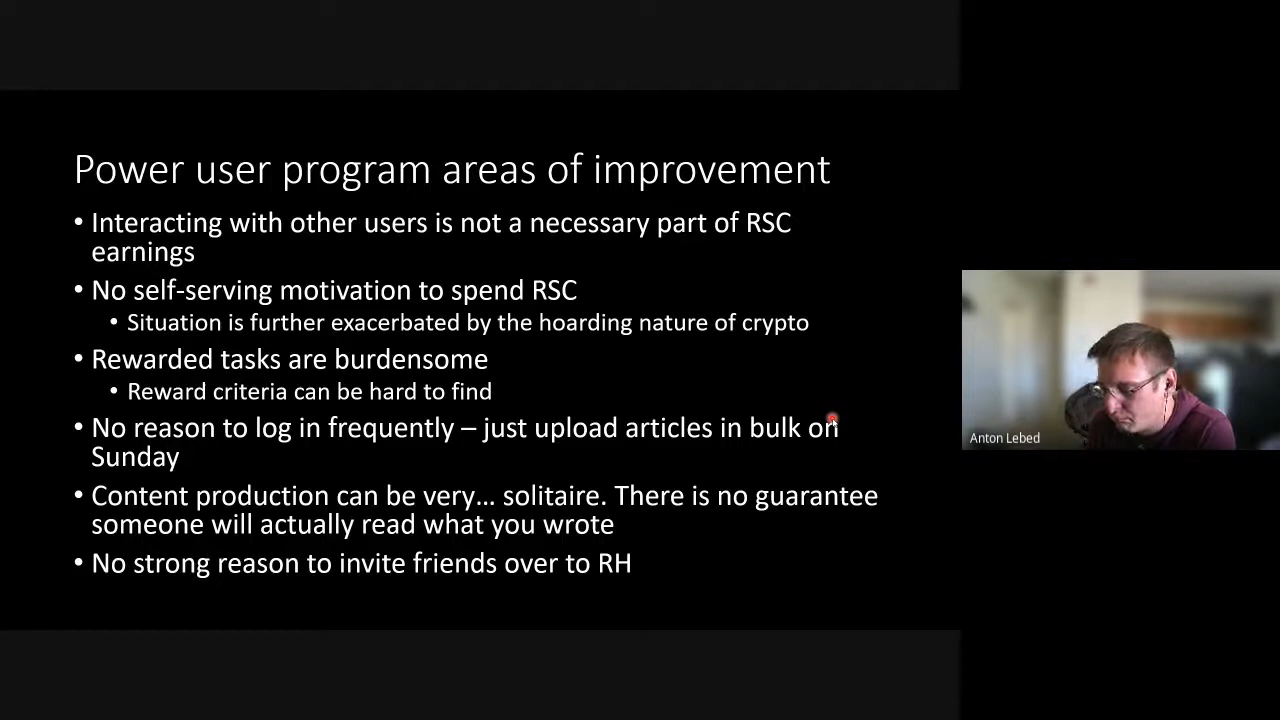 Power user program areas of improvement
• Interacting with other users is not a necessary part of RSC
earnings
• No self-serving motivation to spend RSC
• Situation is further exacerbated by the hoarding nature of crypto
• Rewarded tasks are burdensome
• Reward criteria can be hard to find
• No reason to log in frequently – just upload articles in bulk on
Sunday
• Content production can be very... solitaire. There is no guarantee
someone will actually read what you wrote
• No strong reason to invite friends over to RH
Anton Lebed